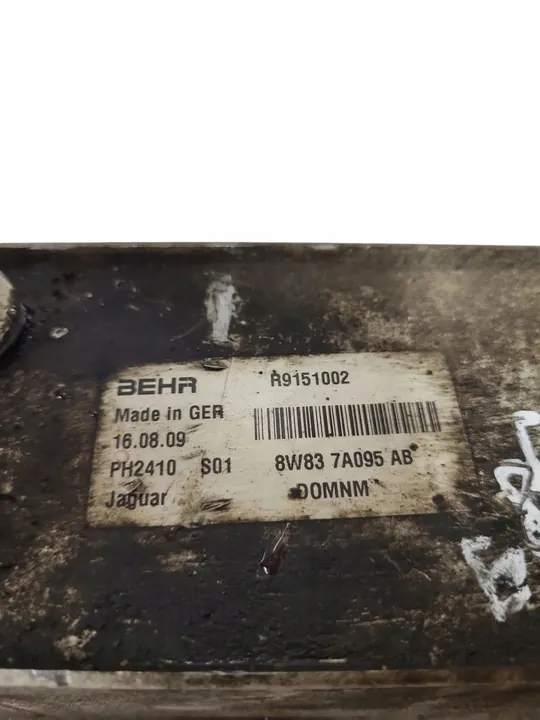 BEHR R9151002
Made in GER
16.08.09
PH2410 S01 8W83 7A095 AB
Jaguar DOMNM